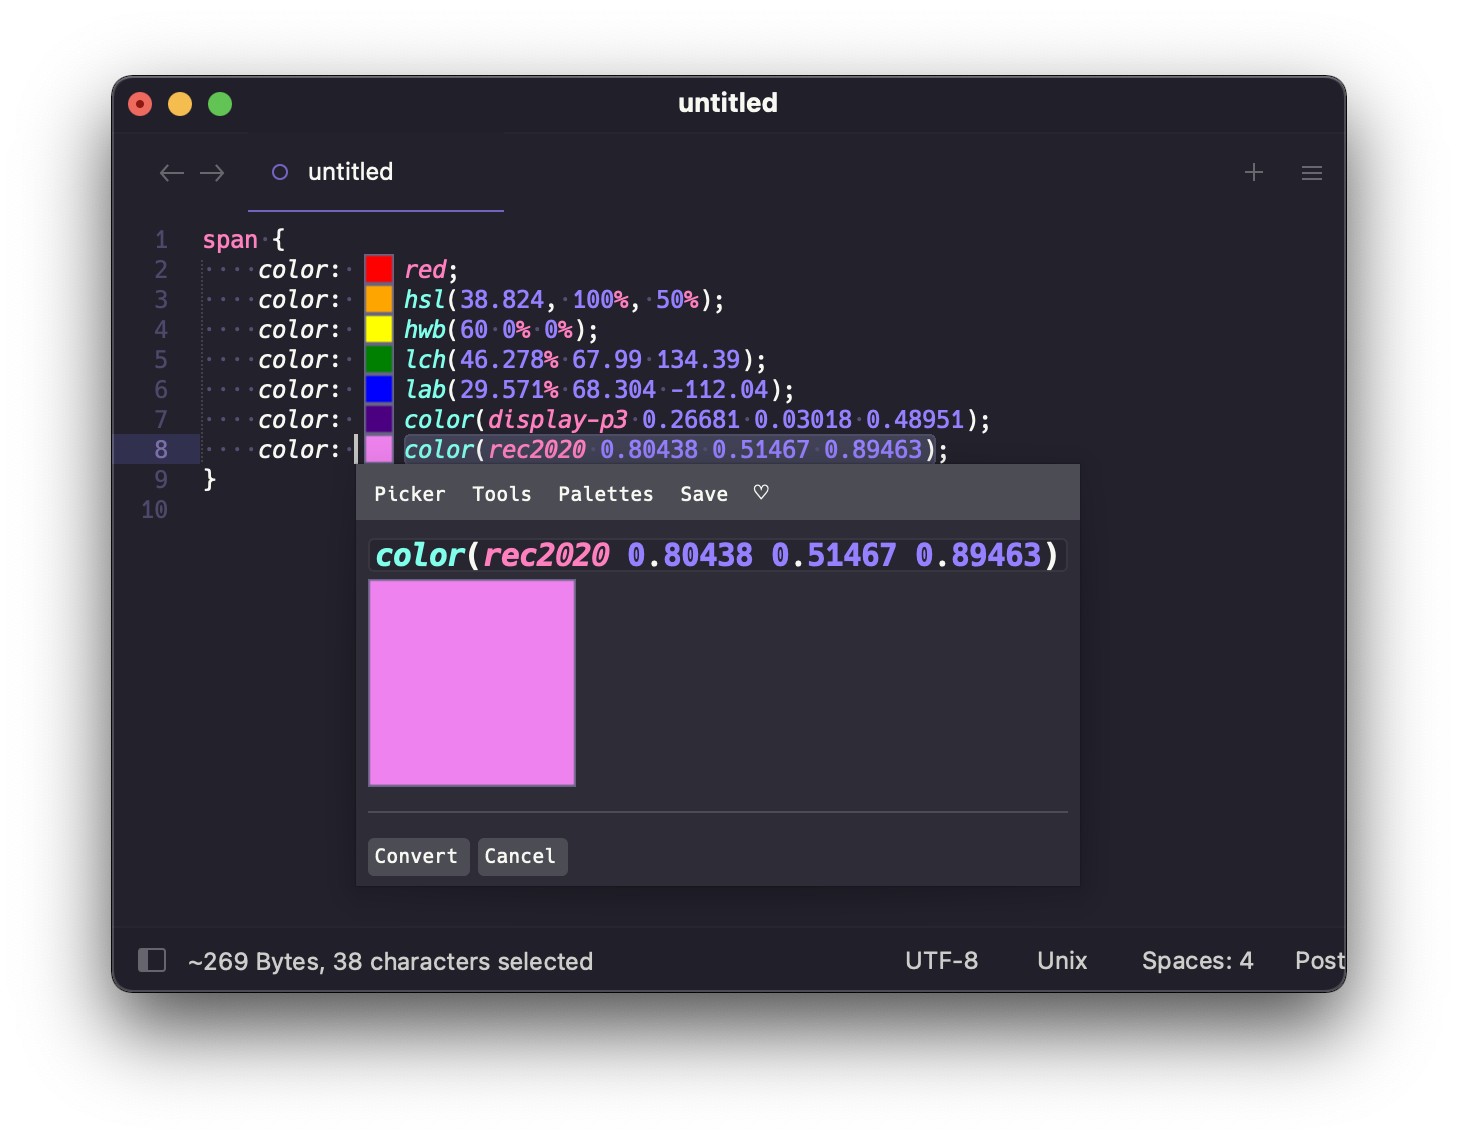 untitled
untitled
1 span {
2 color: red;
3 color: hsl(38.824, 100%, 50%);
4 color: hwb(60 0% 0%);
5 color: lch(46.278% 67.99 134.39);
6 color: lab(29.571% 68.304 -112.04);
7 color: color(display-p3 0.26681 0.03018 0.48951);
8 color: color(rec2020 0.80438 0.51467 0.89463);
9 }
10
Picker Tools Palettes Save ♡
color(rec2020 0.80438 0.51467 0.89463)
Convert Cancel
~269 Bytes, 38 characters selected UTF-8 Unix Spaces: 4 Post